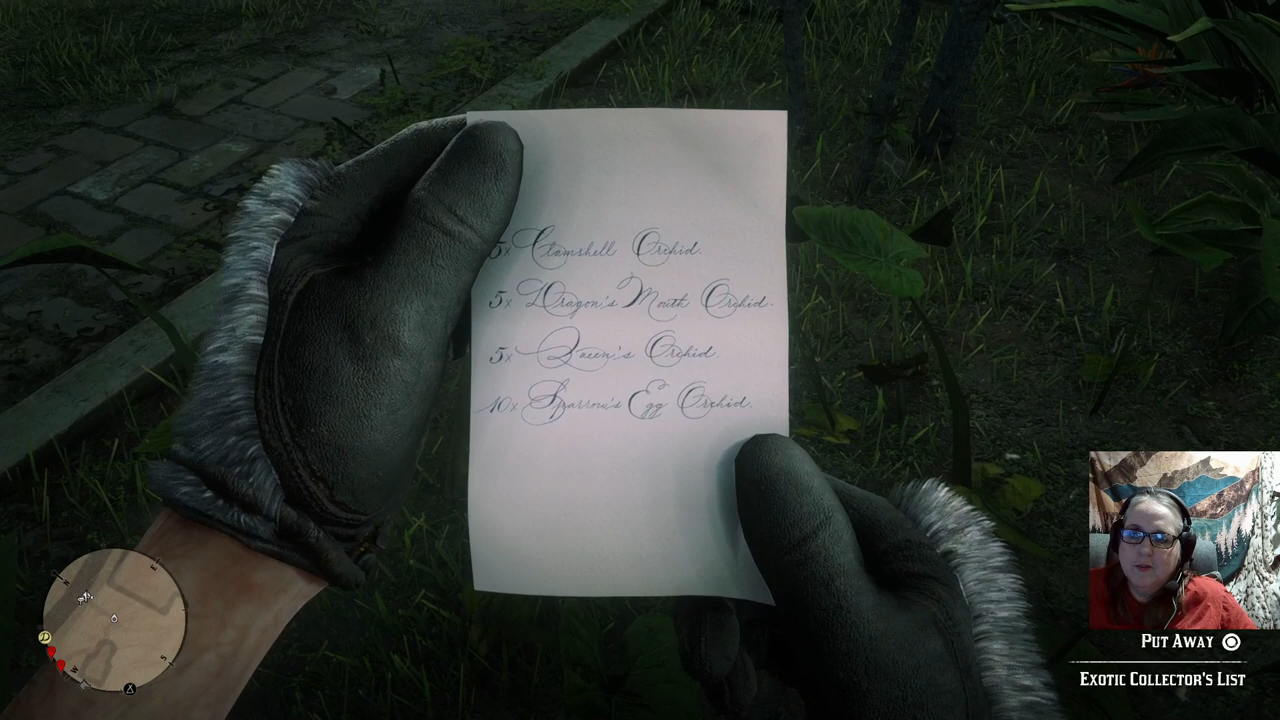 5x Clamshell Orchid.
5x Dragon's Mouth Orchid.
5x Queen's Orchid.
10x Sparrow's Egg Orchid.
Put Away
Exotic Collector's List